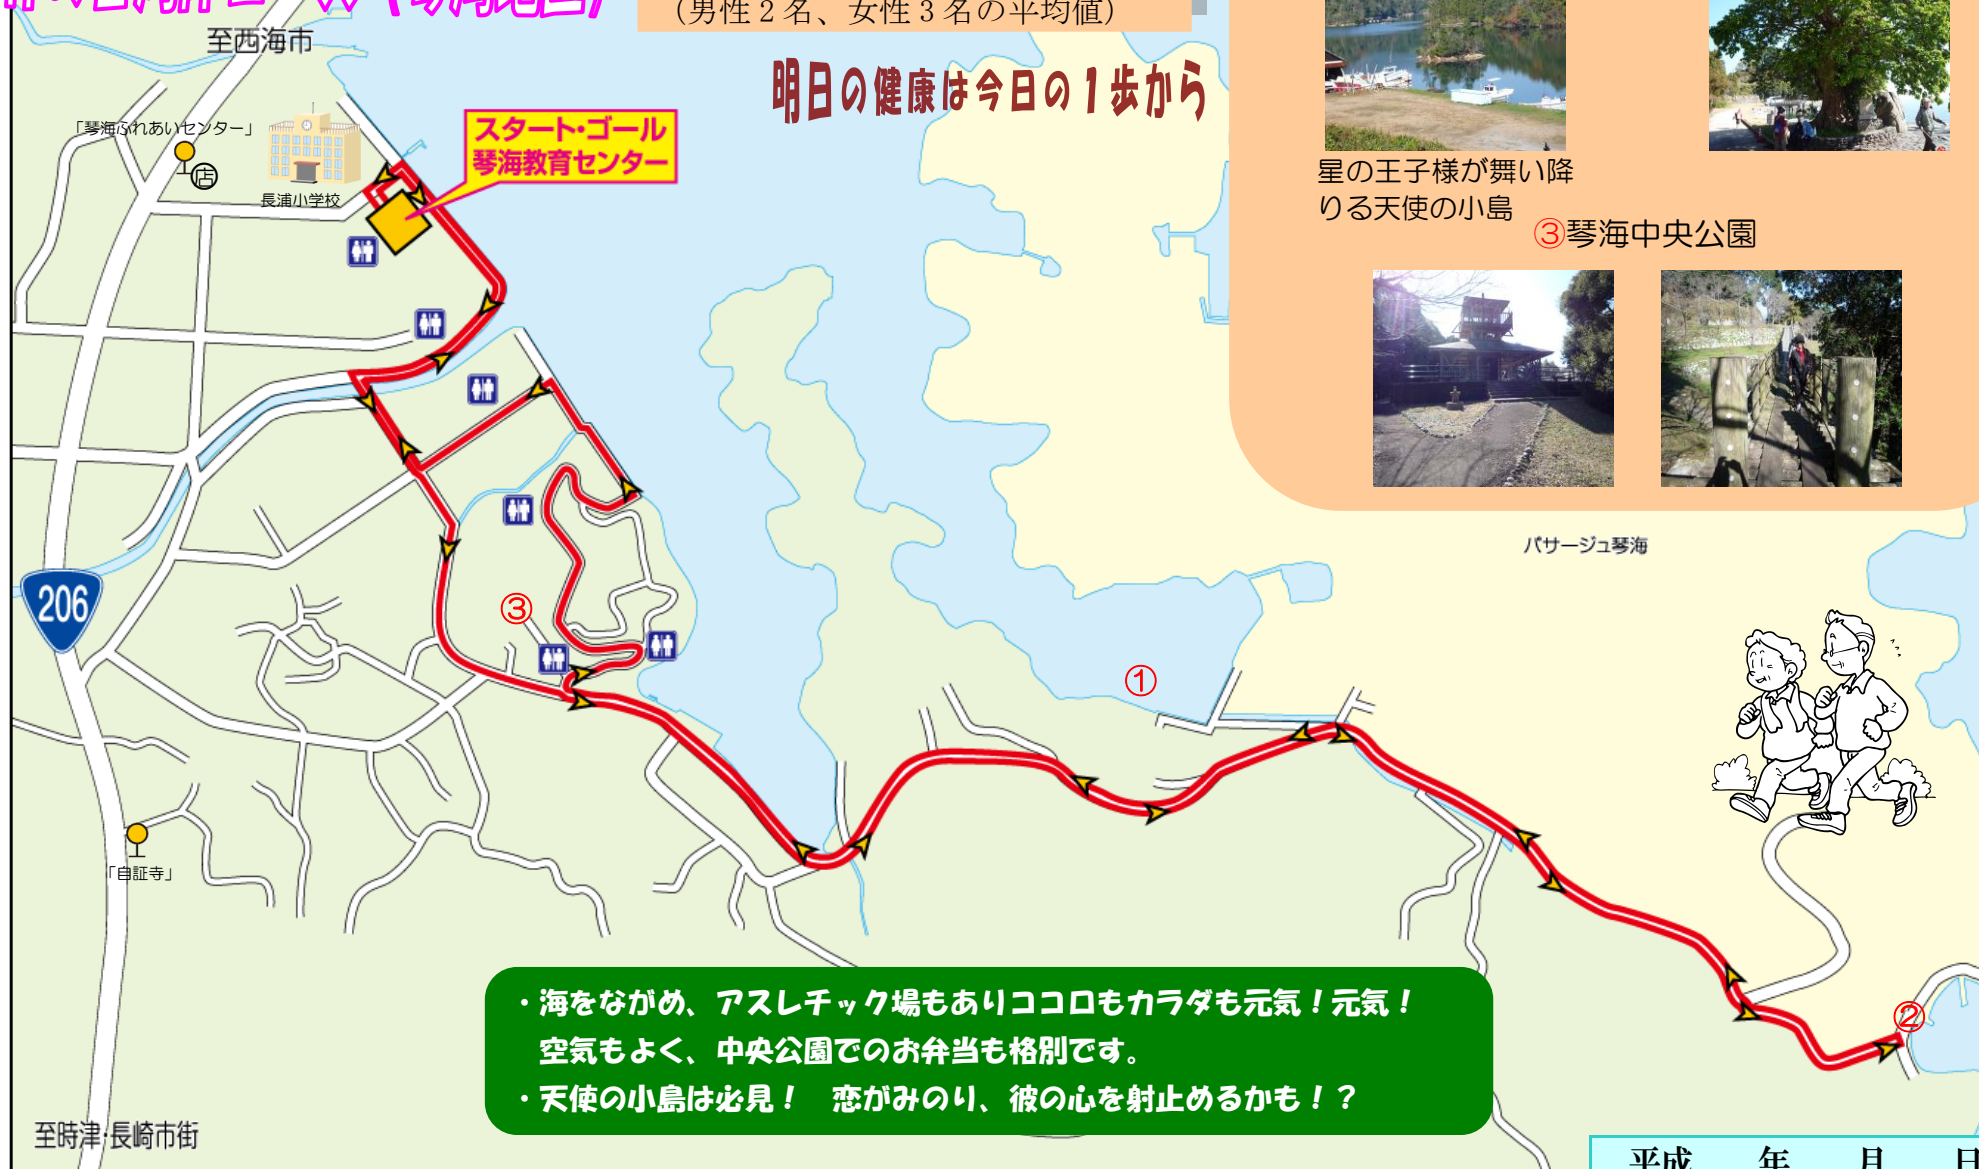 （男性２名、女性３名の平均値）
至西海市
明日の健康は今日の１歩から
「琴海ふれあいセンター」
店
長浦小学校
スタート・ゴール
琴海教育センター
星の王子様が舞い降
りる天使の小島
③琴海中央公園
パサージュ琴海
206
③
①
「自証寺」
②
・海をながめ、アスレチック場もありココロもカラダも元気！元気！
空気もよく、中央公園でのお弁当も格別です。
・天使の小島は必見！　恋がみのり、彼の心を射止めるかも！？
至時津・長崎市街
平成　　年　　月　　日